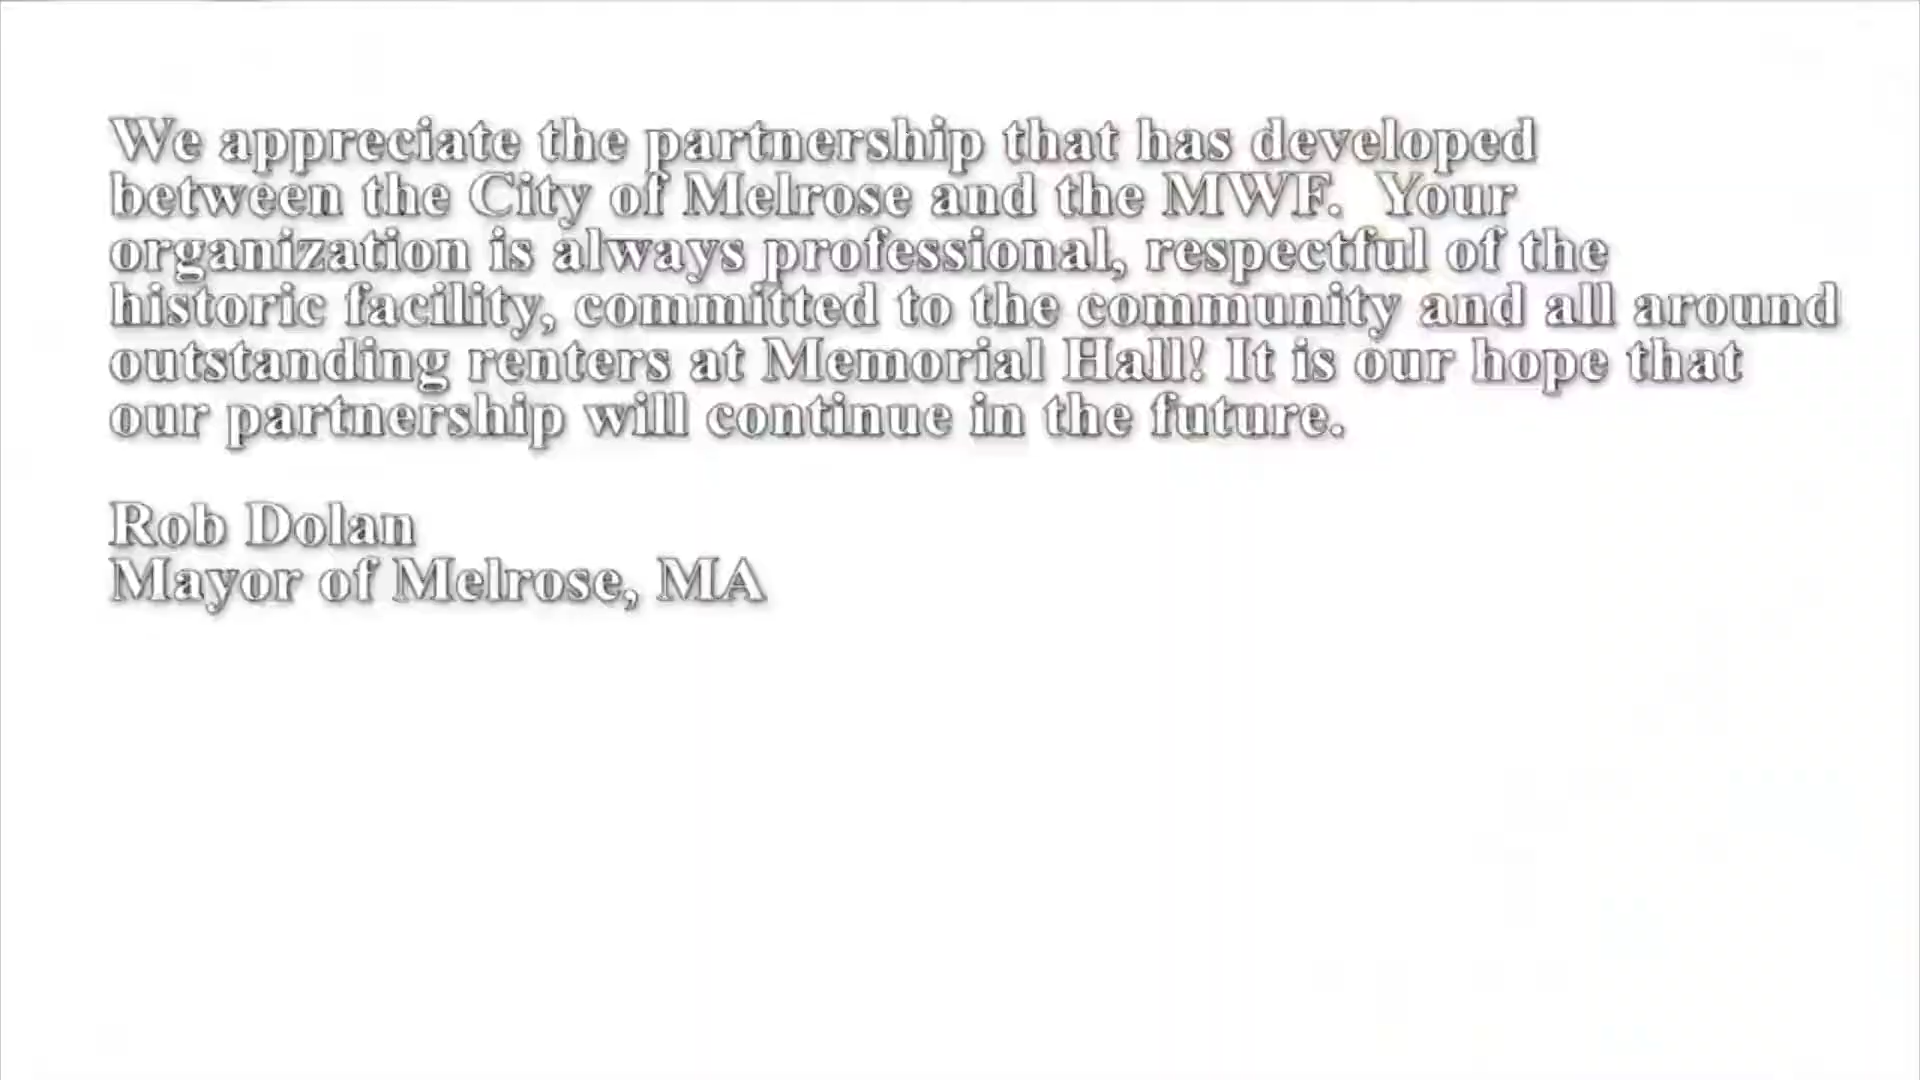 We appreciate the partnership that has developed
between the City of Melrose and the MWF.  Your
organization is always professional, respectful of the
historic facility, committed to the community and all around
outstanding renters at Memorial Hall! It is our hope that
our partnership will continue in the future.
Rob Dolan
Mayor of Melrose, MA